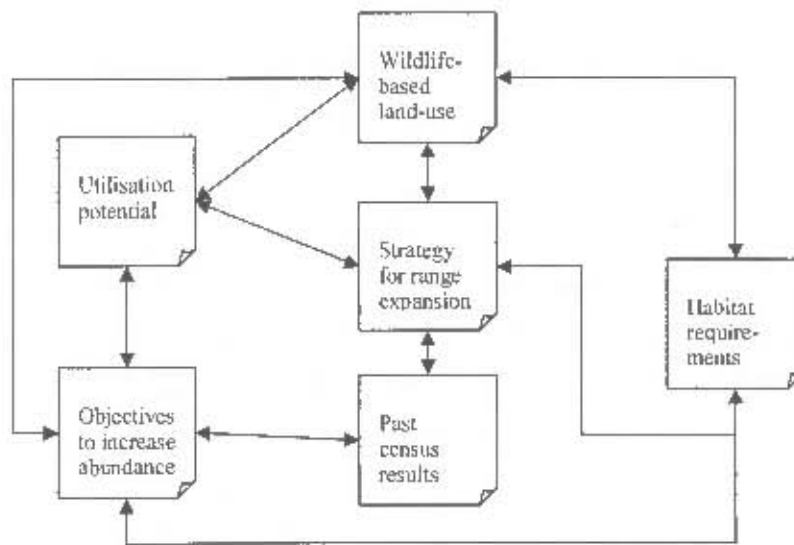 Wildlife-
based
land-use
Utilisation
potential
Strategy
for range
expansion
Habitat
require-
ments
Objectives
to increase
abundance
Past
census
results